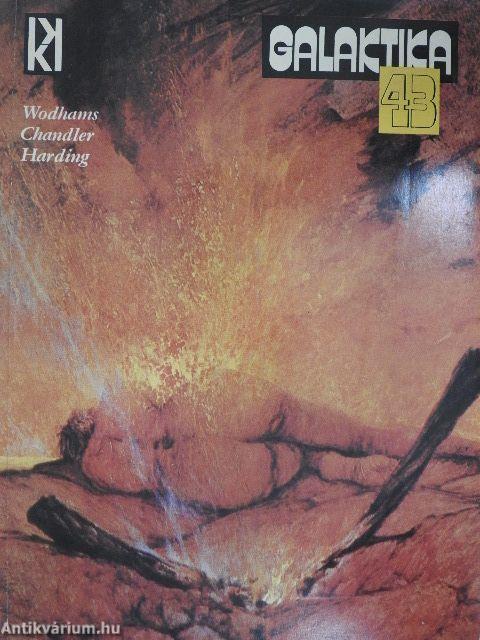 GALAKTIKA
43
Wodhams
Chandler
Harding
Antikvárium.hu